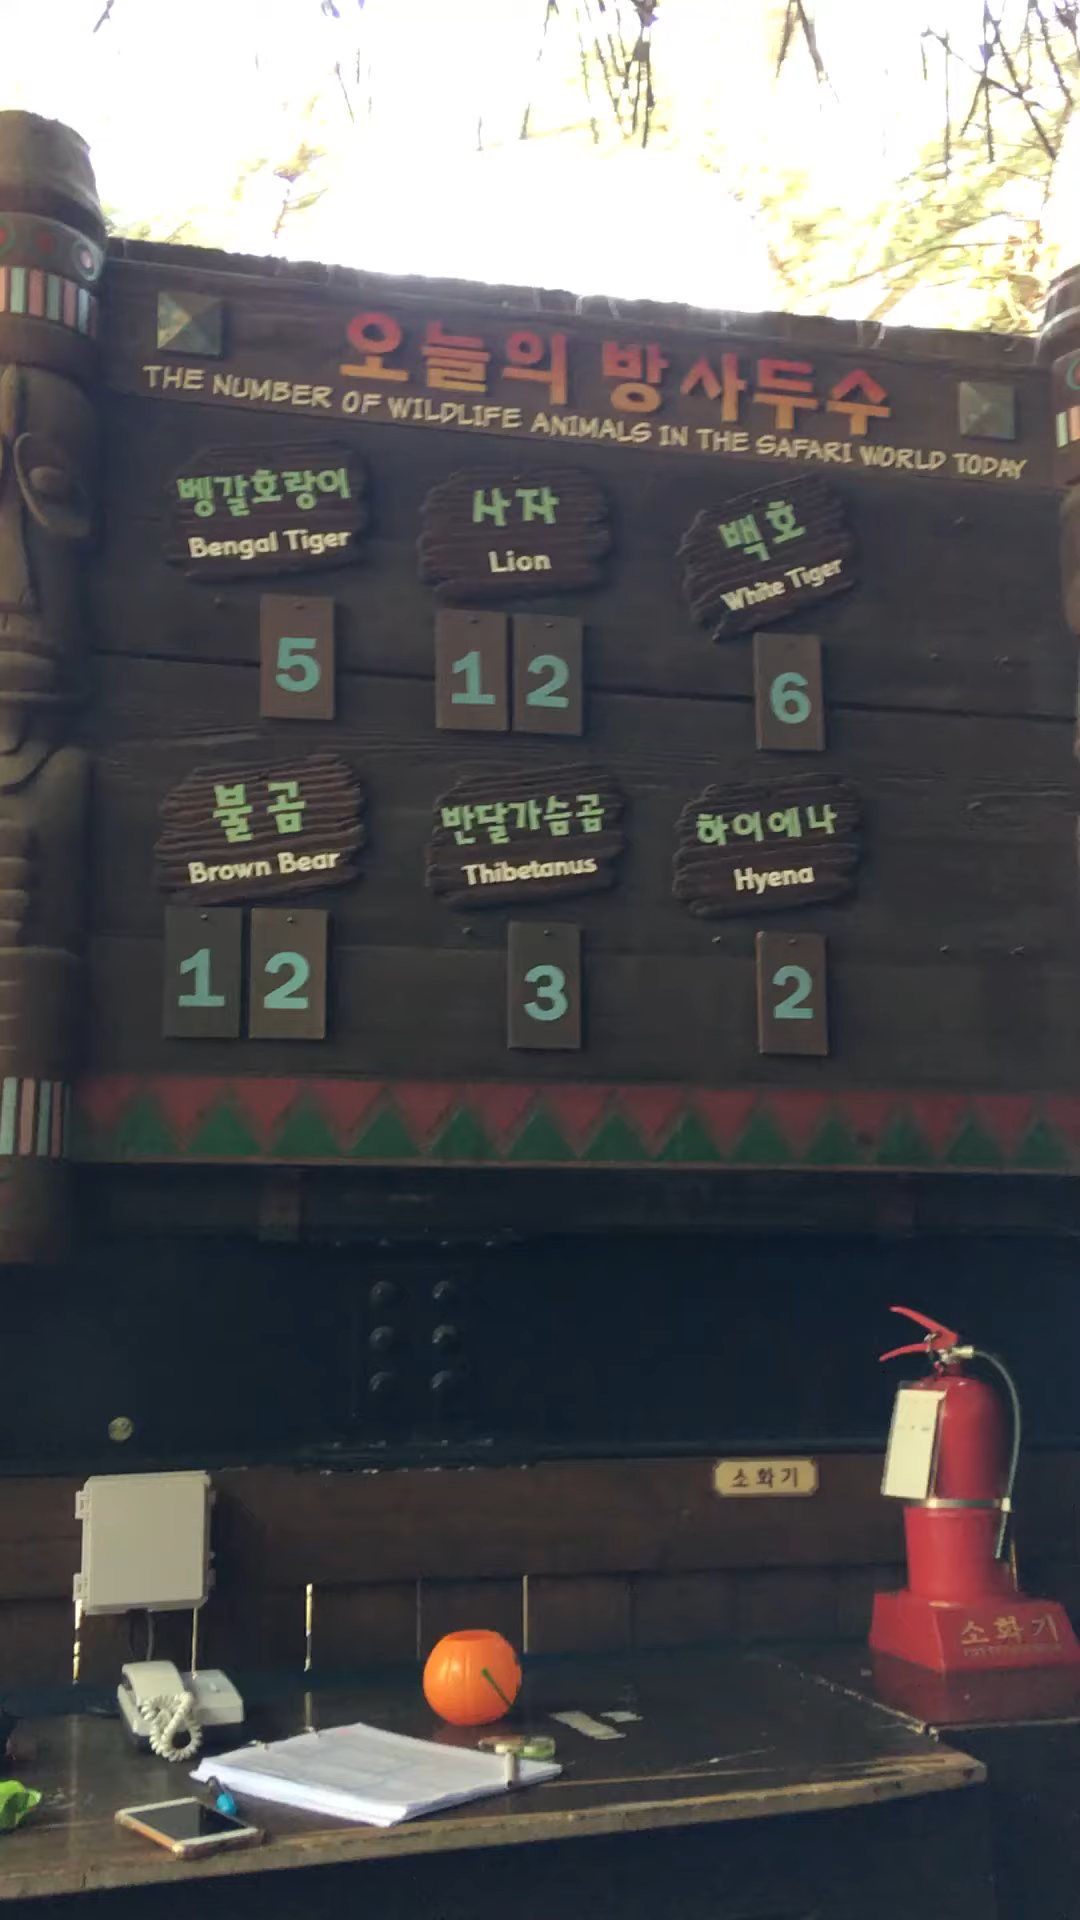 오늘의 방사두수
THE NUMBER OF WILDLIFE ANIMALS IN THE SAFARI WORLD TODAY
벵갈호랑이
Bengal Tiger
5
사자
Lion
12
백호
White Tiger
6
불곰
Brown Bear
12
반달가슴곰
Thibetanus
3
하이에나
Hyena
2
소화기
소화기